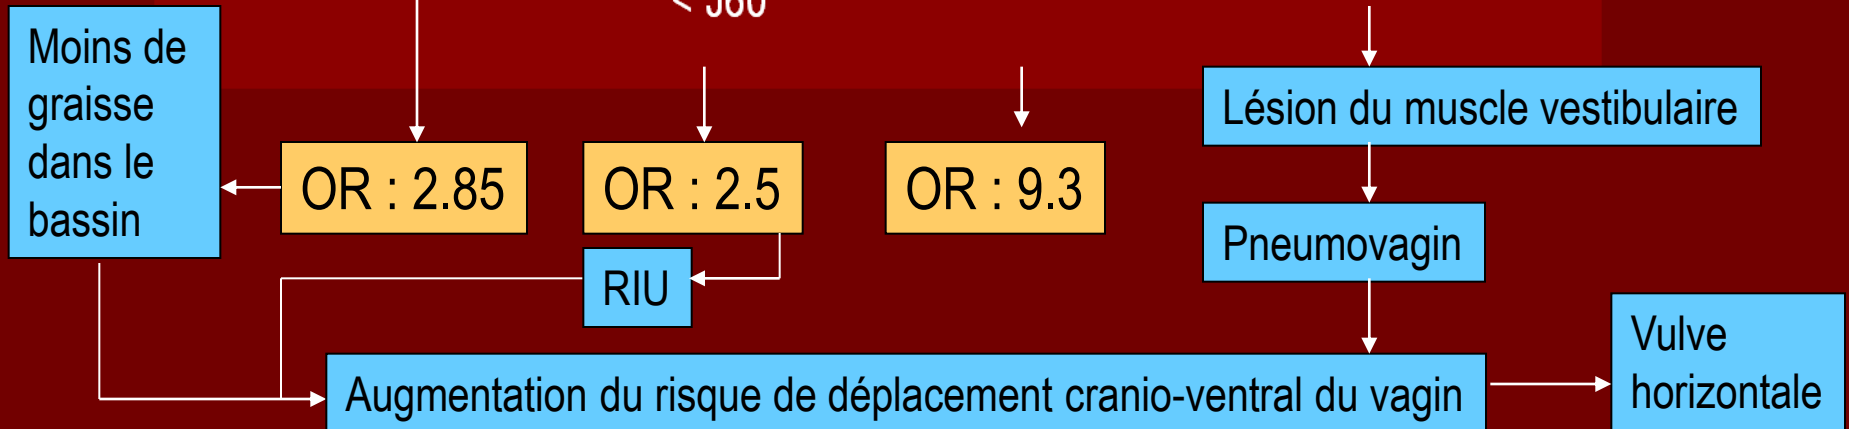 < J60
Moins de
graisse
dans le
bassin
OR : 2.85
OR : 2.5
OR : 9.3
Lésion du muscle vestibulaire
Pneumovagin
RIU
Vulve
horizontale
Augmentation du risque de déplacement cranio-ventral du vagin